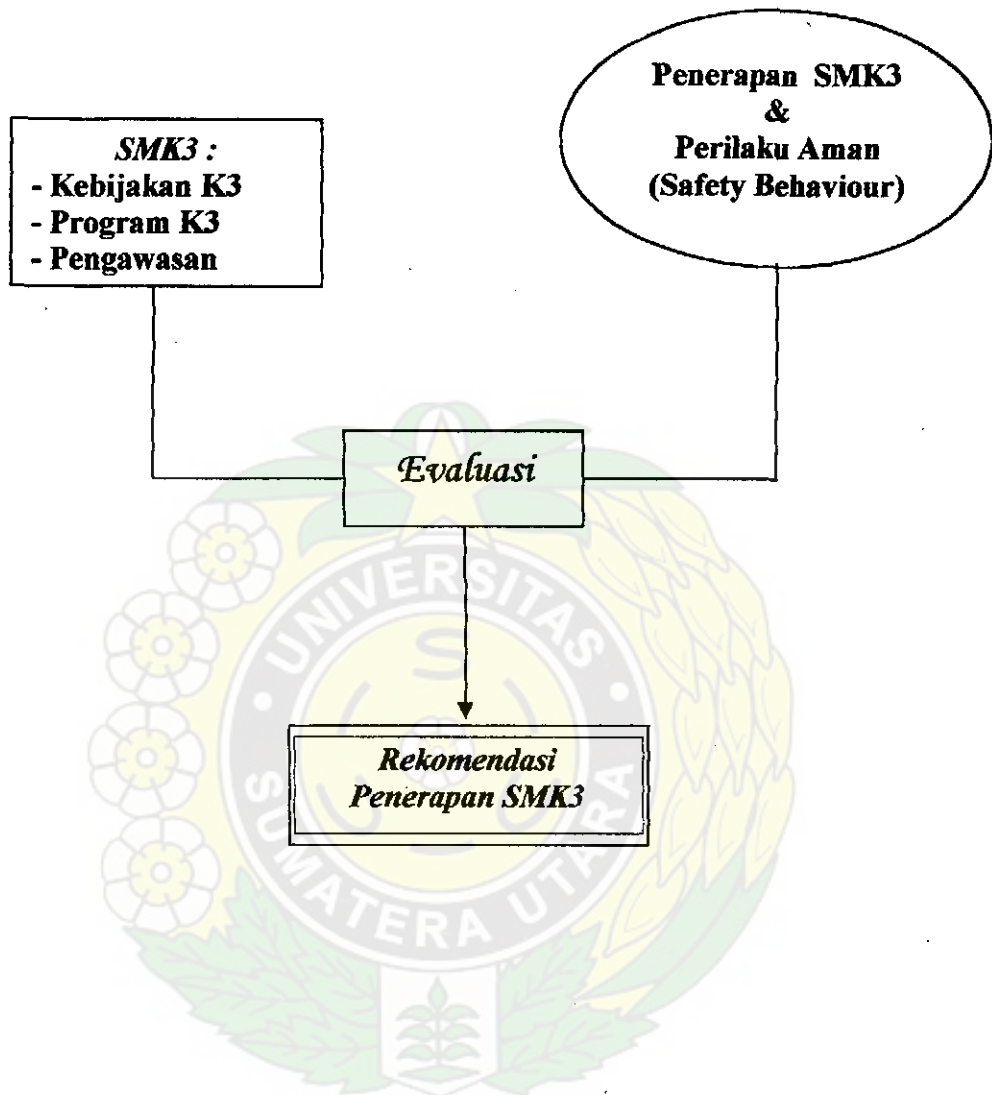 SMK3 :
- Kebijakan K3
- Program K3
- Pengawasan
Penerapan SMK3
&
Perilaku Aman
(Safety Behaviour)
Evaluasi
Rekomendasi
Penerapan SMK3
UNIVERSITAS
SUMATERA UTARA